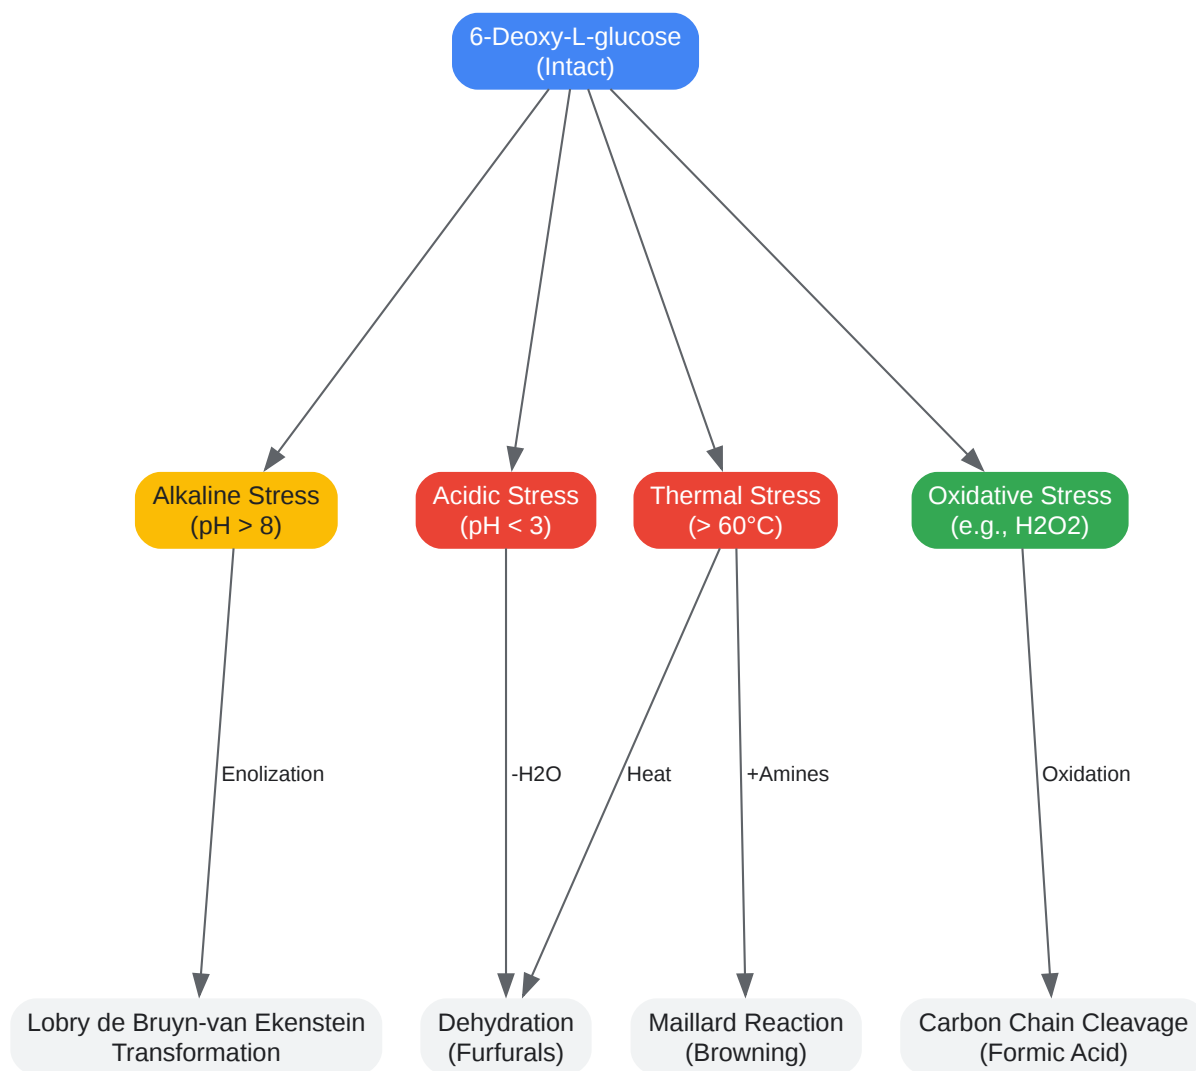 6-Deoxy-L-glucose
(Intact)
Alkaline Stress
(pH > 8)
Acidic Stress
(pH < 3)
Thermal Stress
(> 60°C)
Oxidative Stress
(e.g., H2O2)
Enolization
-H2O
Heat
+Amines
Oxidation
Lobry de Bruyn-van Ekenstein
Transformation
Dehydration
(Furfurals)
Maillard Reaction
(Browning)
Carbon Chain Cleavage
(Formic Acid)